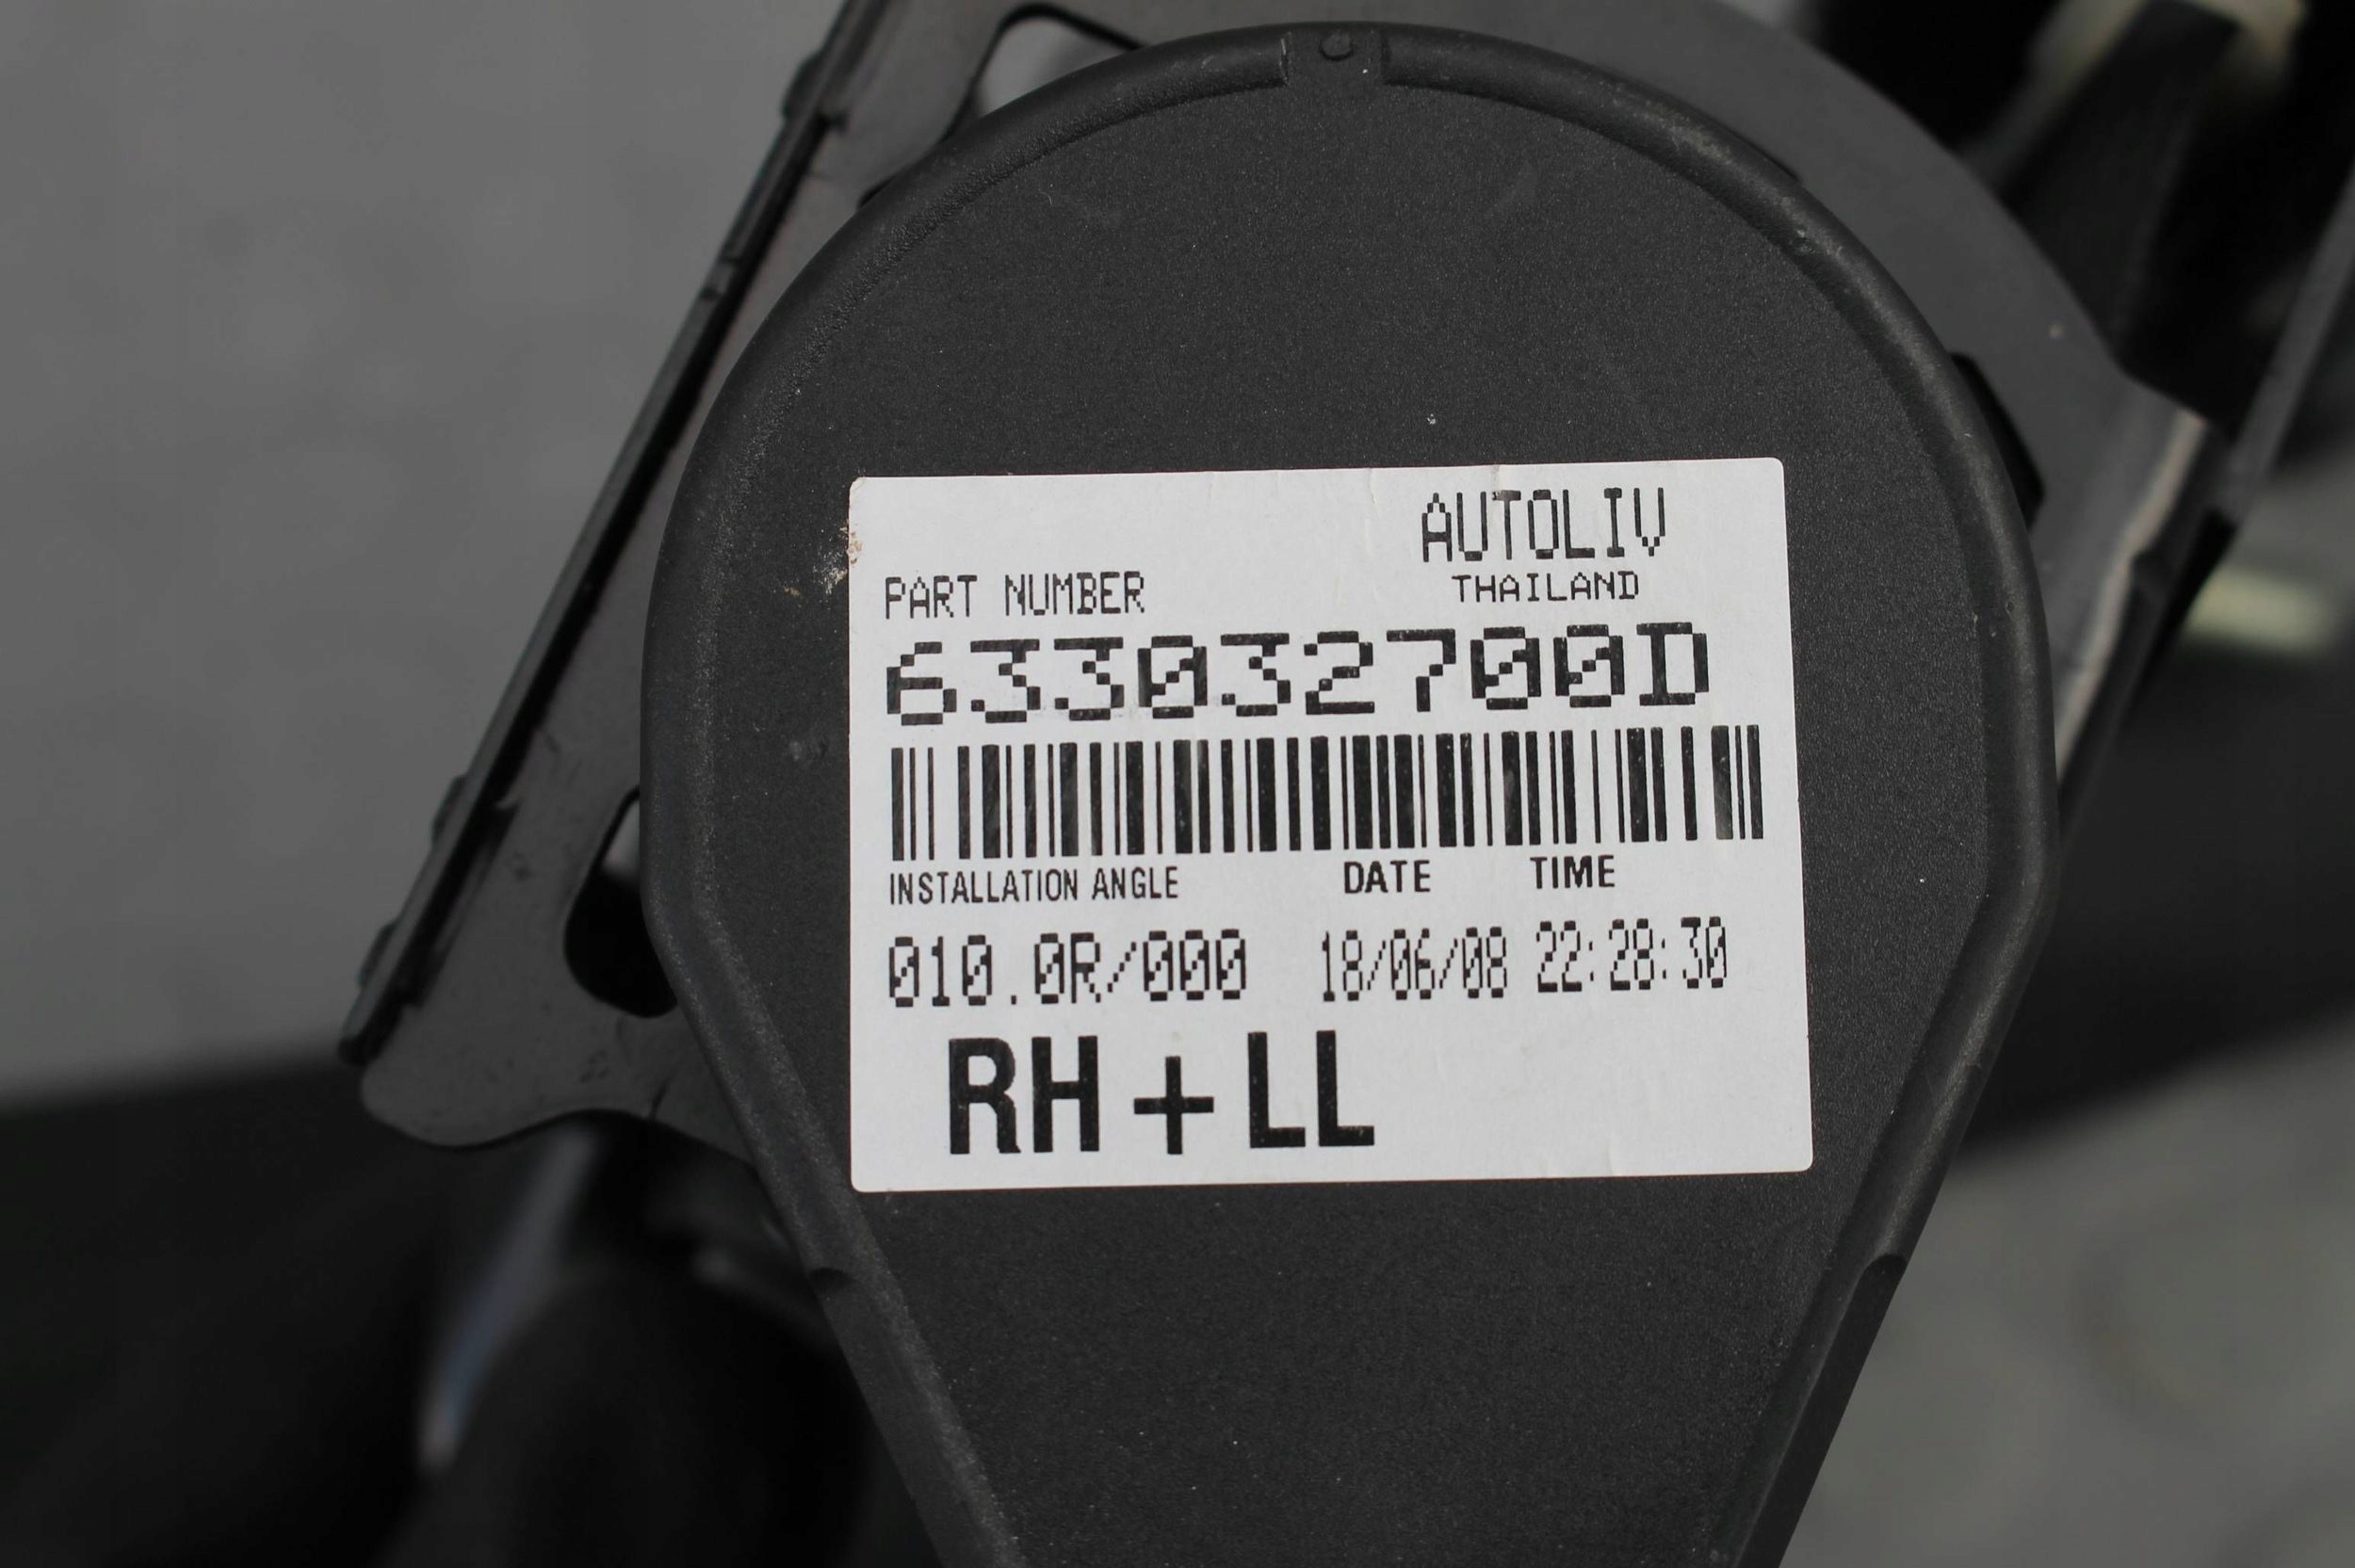 AUTOLIV
THAILAND
PART NUMBER
633032700D
INSTALLATION ANGLE DATE TIME
010.0R/000 18/06/08 22:28:30
RH+LL